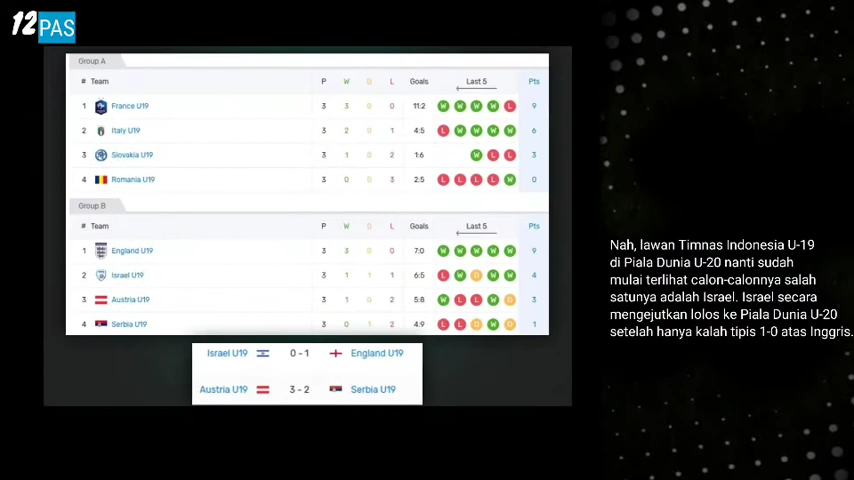 12 PAS
Group A
# Team P W D L Goals Last 5 Pts
1 France U19 3 3 0 0 11:2 W W W W L 9
2 Italy U19 3 2 0 1 4:5 L W W W W 6
3 Slovakia U19 3 1 0 2 1:6 W L L 3
4 Romania U19 3 0 0 3 2:5 L L L L W 0
Group B
# Team P W D L Goals Last 5 Pts
1 England U19 3 3 0 0 7:0 W W W W W 9
2 Israel U19 3 1 1 1 6:5 L W D W W 4
3 Austria U19 3 1 0 2 5:8 W L L W D 3
4 Serbia U19 3 0 1 2 4:9 L L D W D 1
Israel U19 0 - 1 England U19
Austria U19 3 - 2 Serbia U19
Nah, lawan Timnas Indonesia U-19
di Piala Dunia U-20 nanti sudah
mulai terlihat calon-calonnya salah
satunya adalah Israel. Israel secara
mengejutkan lolos ke Piala Dunia U-20
setelah hanya kalah tipis 1-0 atas Inggris.